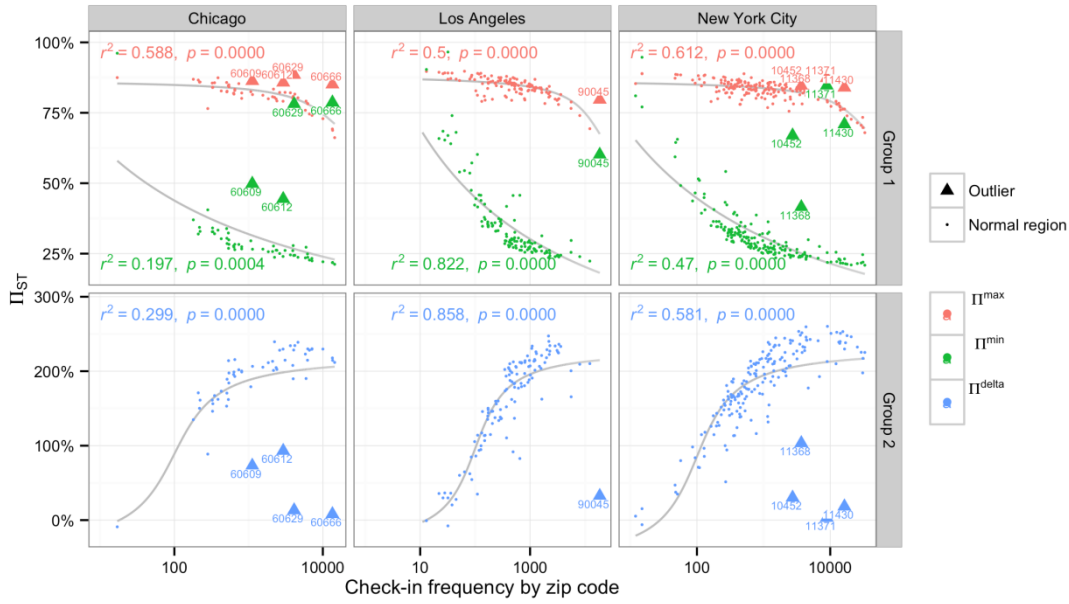 Chicago
Los Angeles
New York City
100%
75%
50%
25%
r² = 0.588, p = 0.0000
60609
60612
60629
60666
60629
60666
60609
60612
r² = 0.197, p = 0.0004
r² = 0.5, p = 0.0000
90045
90045
r² = 0.822, p = 0.0000
r² = 0.612, p = 0.0000
10452
11371
11368
11430
11371
11430
10452
11368
r² = 0.47, p = 0.0000
Group 1
ΠST
300%
200%
100%
0%
r² = 0.299, p = 0.0000
60612
60609
60629
60666
r² = 0.858, p = 0.0000
90045
r² = 0.581, p = 0.0000
11368
10452
11430
11371
Group 2
100
10000
10
1000
100
10000
Check-in frequency by zip code
Outlier
Normal region
Πmax
Πmin
Πdelta